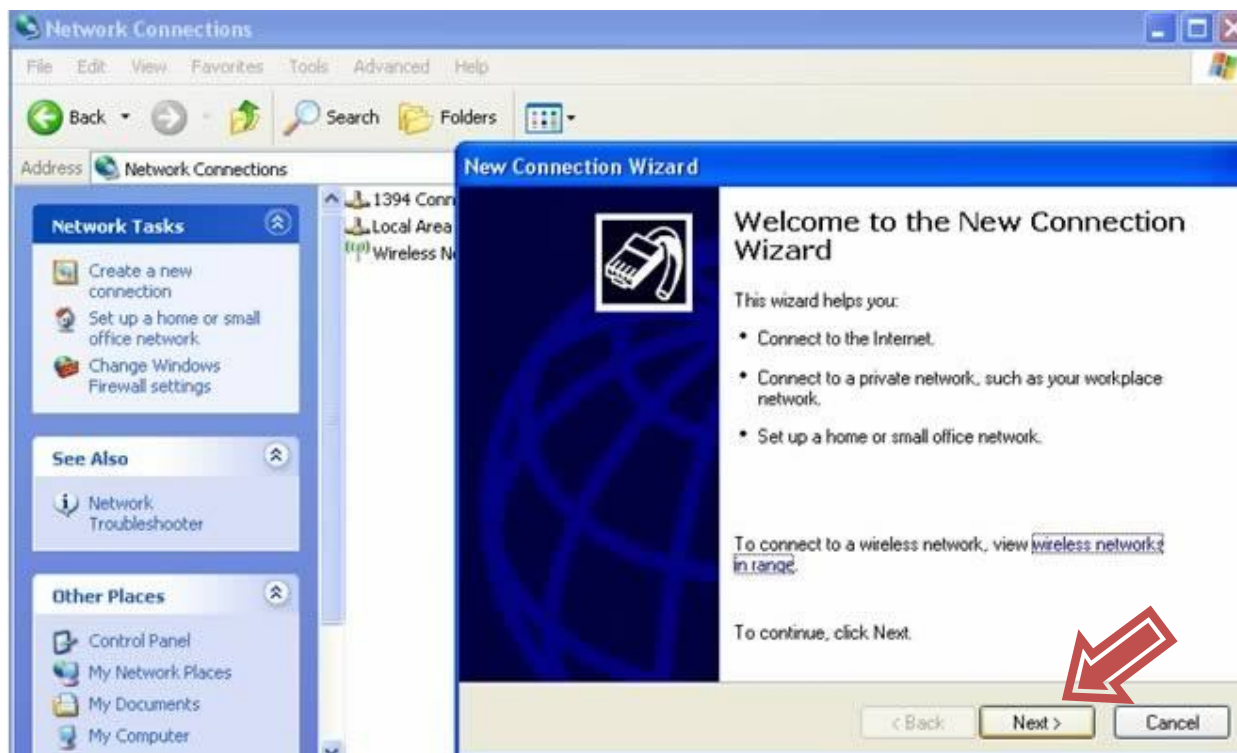 Network Connections
File Edit View Favorites Tools Advanced Help
Back Search Folders
Address Network Connections
Network Tasks
Create a new
connection
Set up a home or small
office network
Change Windows
Firewall settings
See Also
Network
Troubleshooter
Other Places
Control Panel
My Network Places
My Documents
My Computer
1394 Conn
Local Area
Wireless Ne
New Connection Wizard
Welcome to the New Connection
Wizard
This wizard helps you:
• Connect to the Internet.
• Connect to a private network, such as your workplace
network.
• Set up a home or small office network.
To connect to a wireless network, view wireless networks
in range.
To continue, click Next.
< Back Next > Cancel